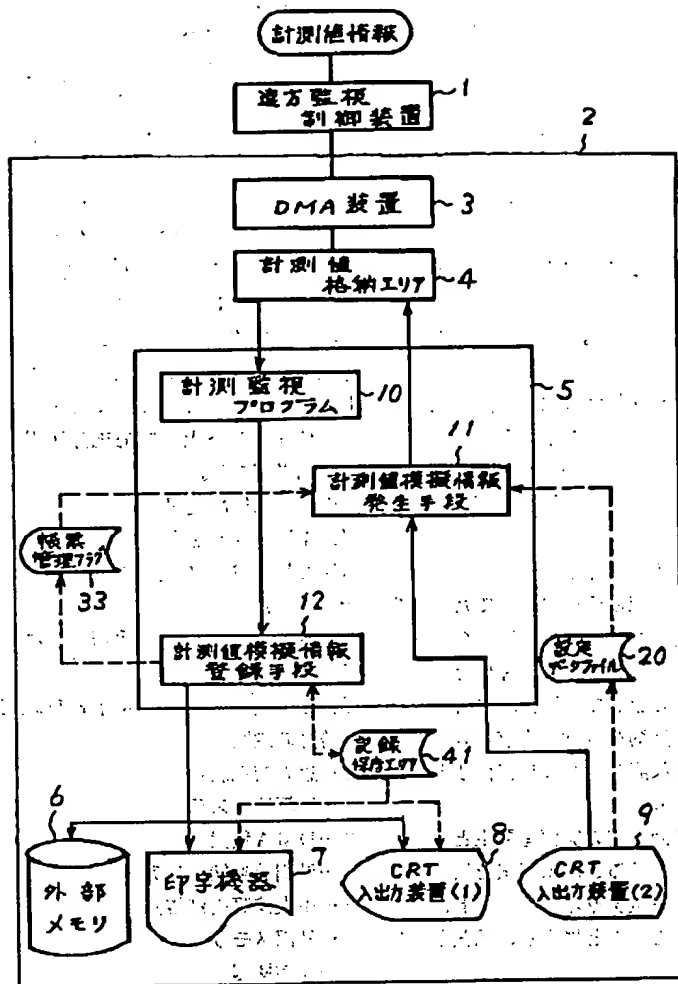 計測値情報
遠方監視
制御装置
1
2
DMA装置
3
計測値
格納エリア
4
計測監視
プログラム
10
5
11
計測値模擬情報
発生手段
帳票
管理フラグ
33
12
計測値模擬情報
登録手段
設定
データファイル
20
記録
保存エリア
41
6
外部
メモリ
印字機器
7
CRT
入出力装置(1)
8
CRT
入出力装置(2)
9